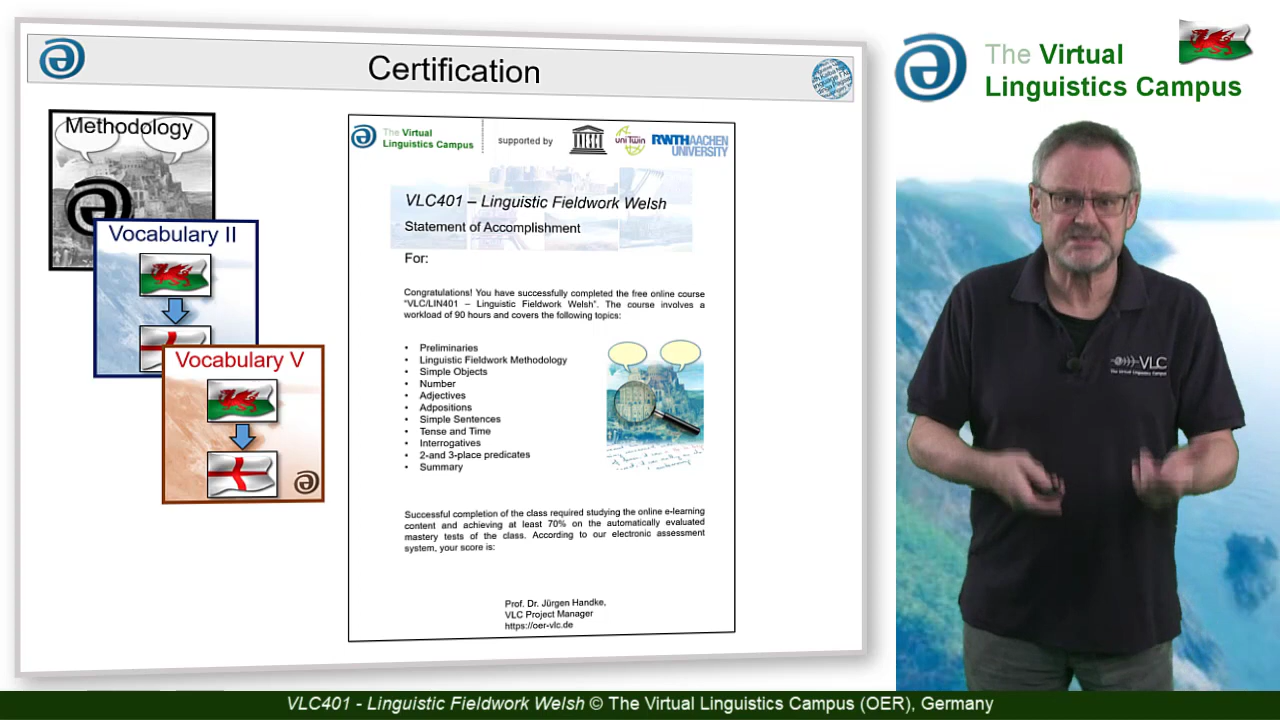 Certification
The Virtual
Linguistics Campus
Methodology
Vocabulary II
Vocabulary V
The Virtual
Linguistics Campus
supported by
uniTwin
RWTHAACHEN
UNIVERSITY
VLC401 – Linguistic Fieldwork Welsh
Statement of Accomplishment
For:
Congratulations! You have successfully completed the free online course
"VLC/LIN401 – Linguistic Fieldwork Welsh". The course involves a
workload of 90 hours and covers the following topics:
• Preliminaries
• Linguistic Fieldwork Methodology
• Simple Objects
• Number
• Adjectives
• Adpositions
• Simple Sentences
• Tense and Time
• Interrogatives
• 2-and 3-place predicates
• Summary
Successful completion of the class required studying the online e-learning
content and achieving at least 70% on the automatically evaluated
mastery tests of the class. According to our electronic assessment
system, your score is:
Prof. Dr. Jürgen Handke,
VLC Project Manager
https://oer-vlc.de
VLC
The Virtual Linguistics Campus
VLC401 - Linguistic Fieldwork Welsh © The Virtual Linguistics Campus (OER), Germany